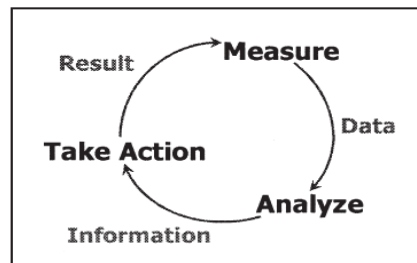 Measure
Result
Data
Take Action
Analyze
Information